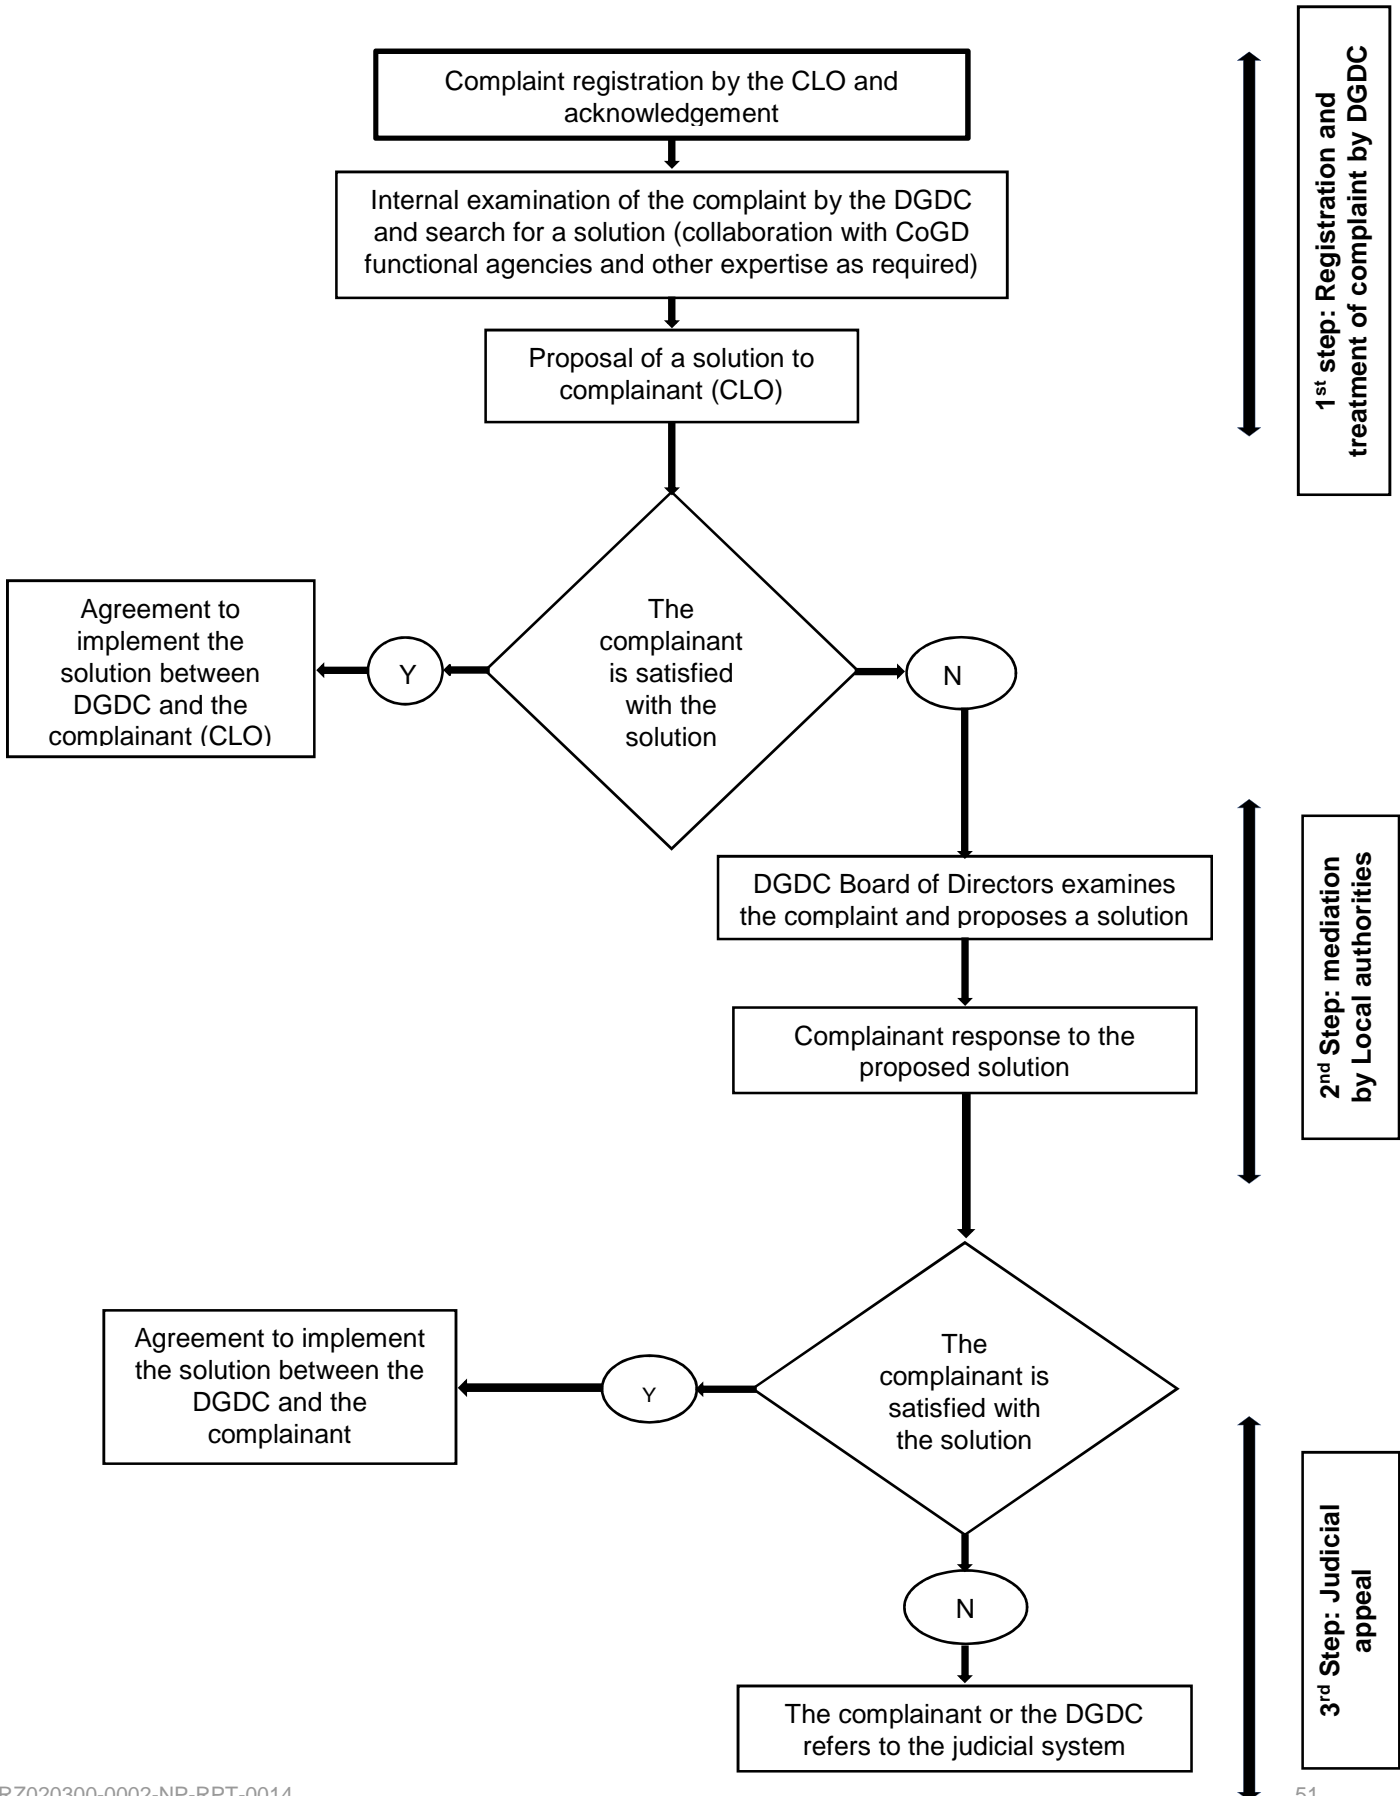 Complaint registration by the CLO and
acknowledgement
Internal examination of the complaint by the DGDC
and search for a solution (collaboration with CoGD
functional agencies and other expertise as required)
Proposal of a solution to
complainant (CLO)
1st step: Registration and
treatment of complaint by DGDC
The
complainant
is satisfied
with the
solution
Y
N
Agreement to
implement the
solution between
DGDC and the
complainant (CLO)
DGDC Board of Directors examines
the complaint and proposes a solution
Complainant response to the
proposed solution
2nd Step: mediation
by Local authorities
The
complainant is
satisfied with
the solution
Y
Agreement to implement
the solution between the
DGDC and the
complainant
N
The complainant or the DGDC
refers to the judicial system
3rd Step: Judicial
appeal
RZ020300-0002-NP-RPT-0014
51